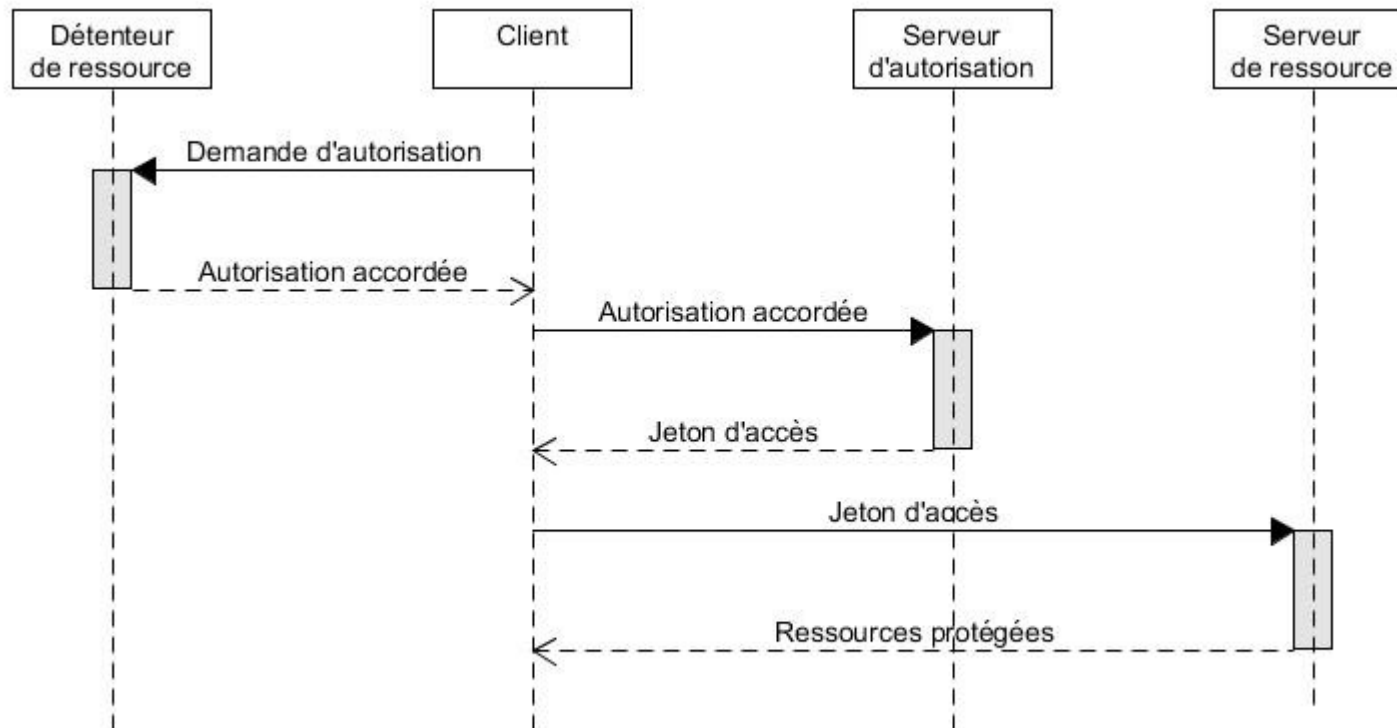 Détenteur
de ressource
Client
Serveur
d'autorisation
Serveur
de ressource
Demande d'autorisation
Autorisation accordée
Autorisation accordée
Jeton d'accès
Jeton d'accès
Ressources protégées